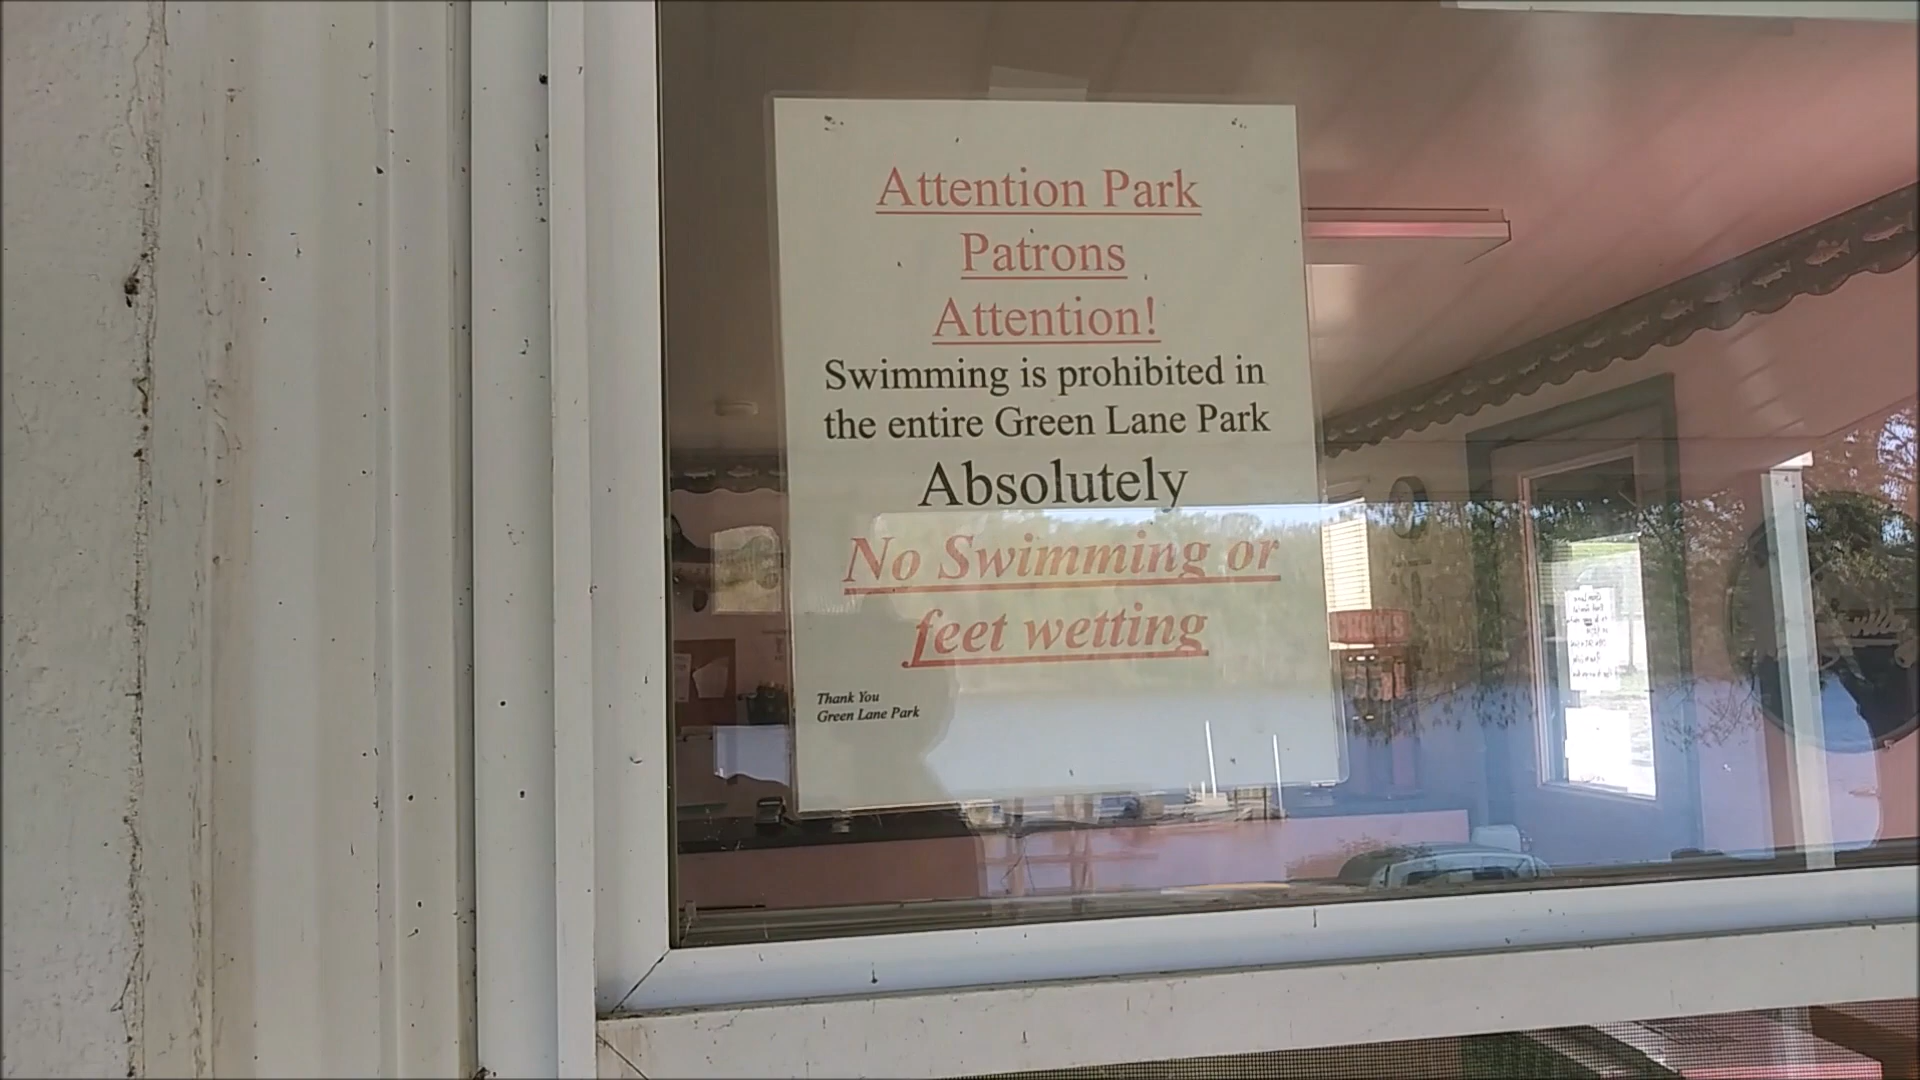 Attention Park
Patrons
Attention!
Swimming is prohibited in
the entire Green Lane Park
Absolutely
No Swimming or
feet wetting
Thank You
Green Lane Park